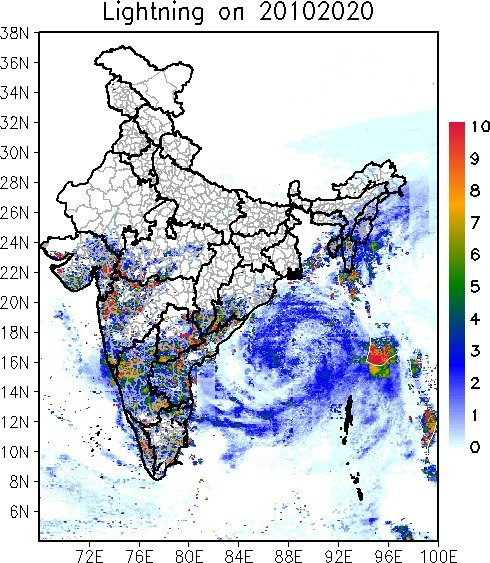 Lightning on 20102020
38N
36N
34N
32N
30N
28N
26N
24N
22N
20N
18N
16N
14N
12N
10N
8N
6N
10
9
8
7
6
5
4
3
2
1
0
72E 76E 80E 84E 88E 92E 96E 100E